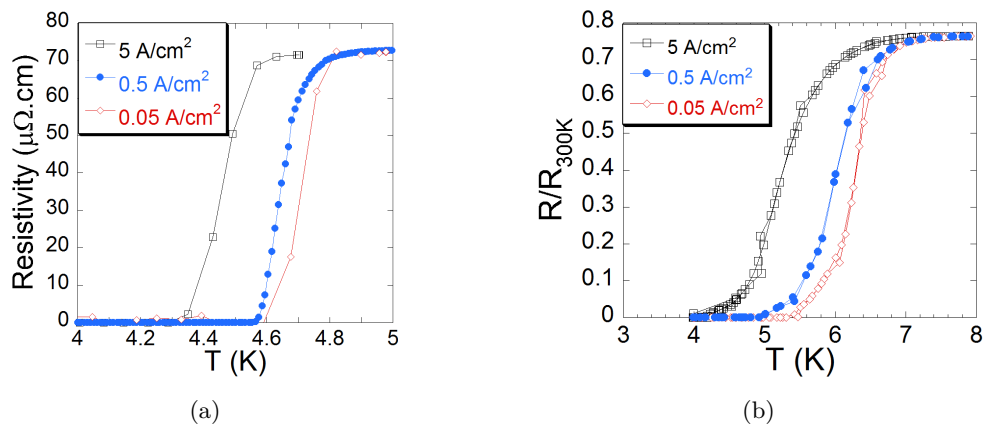 80
70
60
50
40
30
20
10
0
Resistivity (μΩ.cm)
5 A/cm²
0.5 A/cm²
0.05 A/cm²
4 4.2 4.4 4.6 4.8 5
T (K)
(a)
0.8
0.7
0.6
0.5
0.4
0.3
0.2
0.1
0
R/R300K
5 A/cm²
0.5 A/cm²
0.05 A/cm²
3 4 5 6 7 8
T (K)
(b)